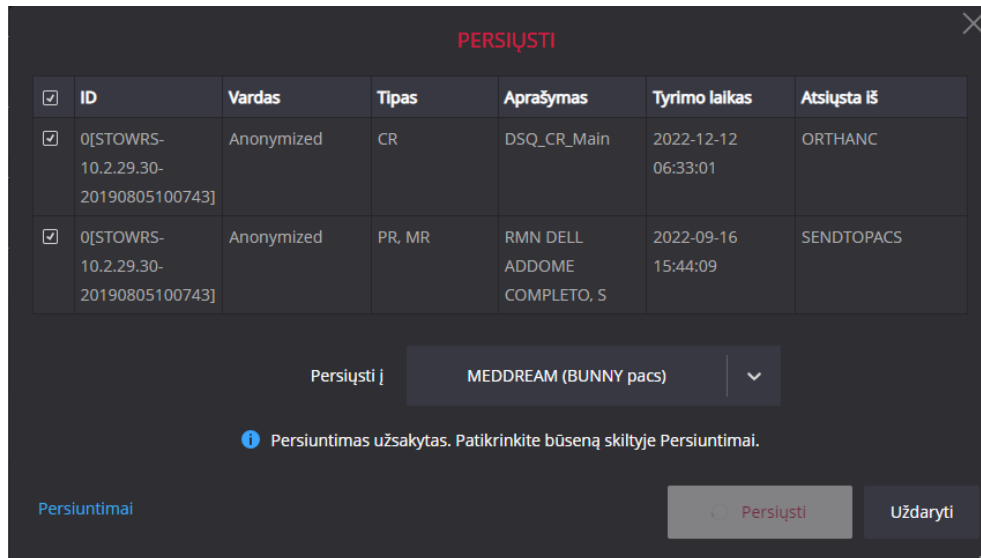 PERSIŲSTI
ID Vardas Tipas Aprašymas Tyrimo laikas Atsiųsta iš
0[STOWRS- Anonymized CR DSQ_CR_Main 2022-12-12 ORTHANC
10.2.29.30- 06:33:01
20190805100743]
0[STOWRS- Anonymized PR, MR RMN DELL 2022-09-16 SENDTOPACS
10.2.29.30- ADDOME 15:44:09
20190805100743] COMPLETO, S
Persiųsti į MEDDREAM (BUNNY pacs)
Persiuntimas užsakytas. Patikrinkite būseną skiltyje Persiuntimai.
Persiuntimai Persiųsti Uždaryti